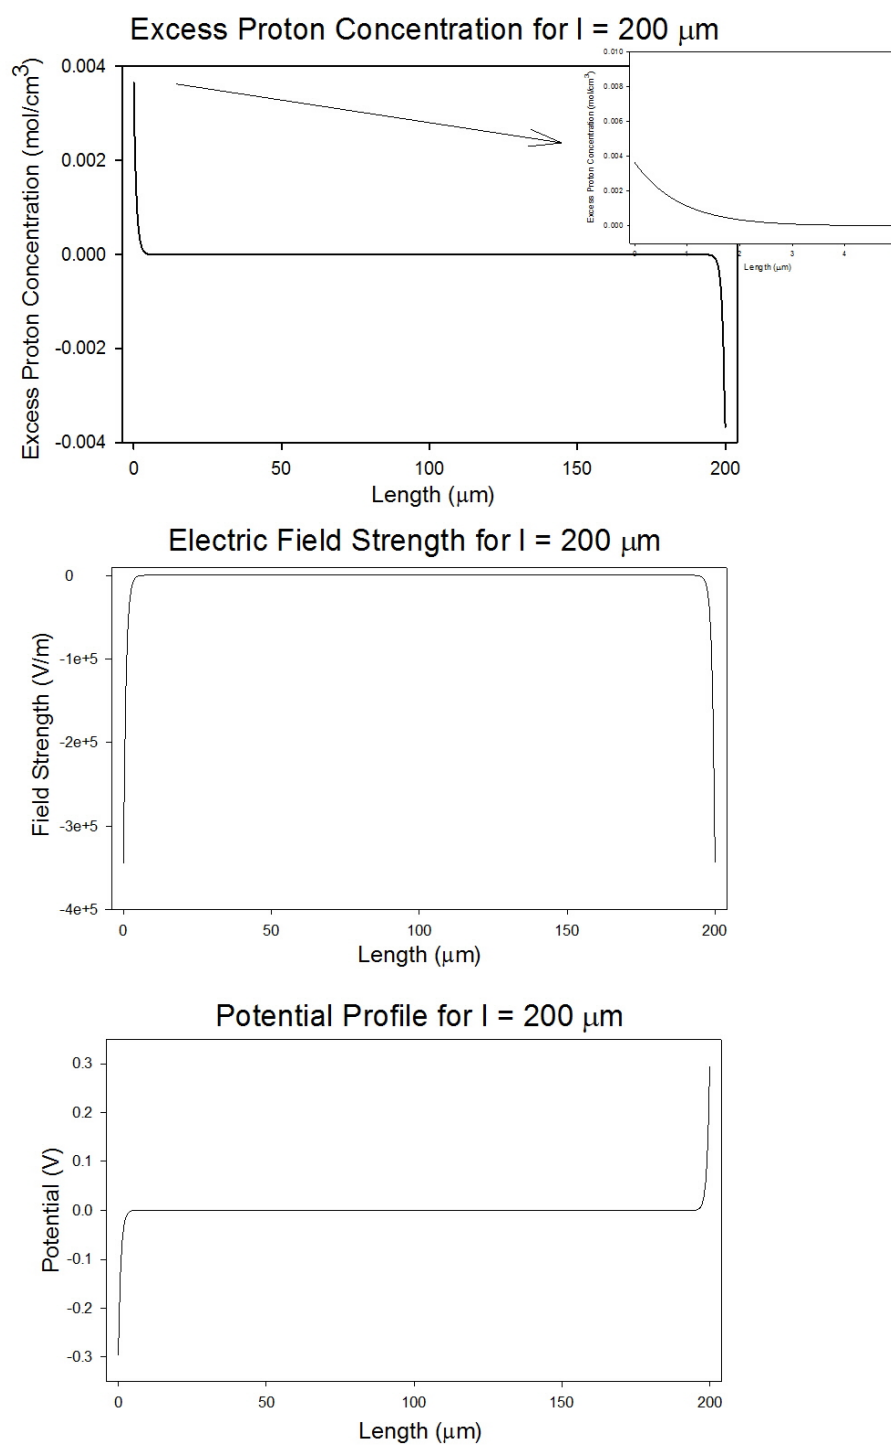 Excess Proton Concentration for l = 200 μm
Excess Proton Concentration (mol/cm³)
0.004
0.002
0.000
-0.002
-0.004
0 50 100 150 200
Length (μm)
Excess Proton Concentration (mol/cm³)
0.010
0.008
0.006
0.004
0.002
0.000
0 1 2 3 4
Length (μm)
Electric Field Strength for l = 200 μm
Field Strength (V/m)
0
-1e+5
-2e+5
-3e+5
-4e+5
0 50 100 150 200
Length (μm)
Potential Profile for l = 200 μm
Potential (V)
0.3
0.2
0.1
0.0
-0.1
-0.2
-0.3
0 50 100 150 200
Length (μm)